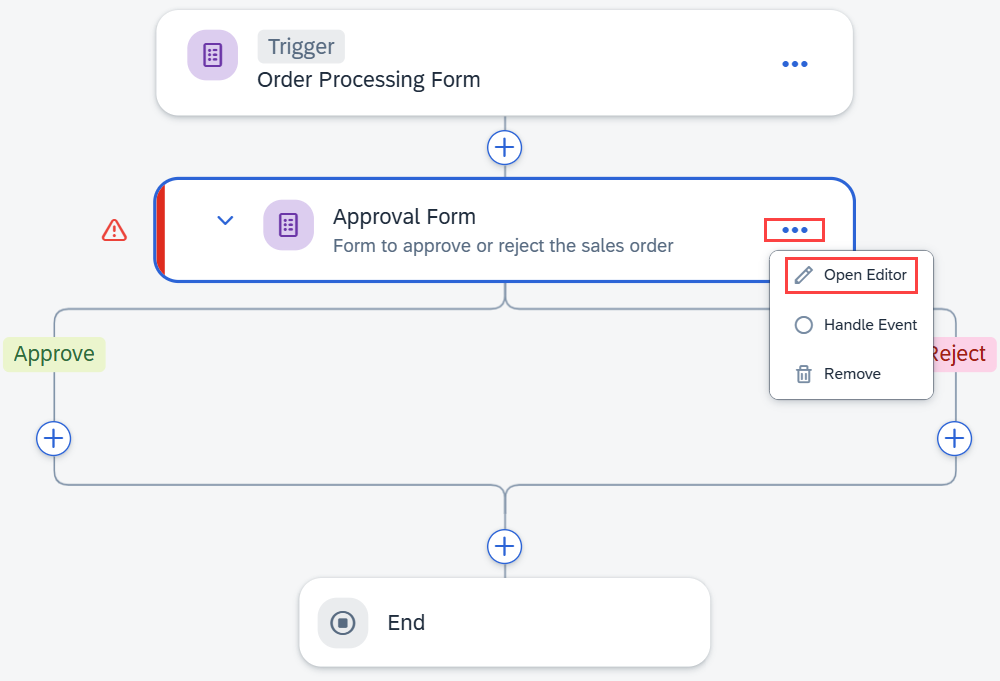 Trigger
Order Processing Form
Approval Form
Form to approve or reject the sales order
Open Editor
Handle Event
Remove
Approve
Reject
End